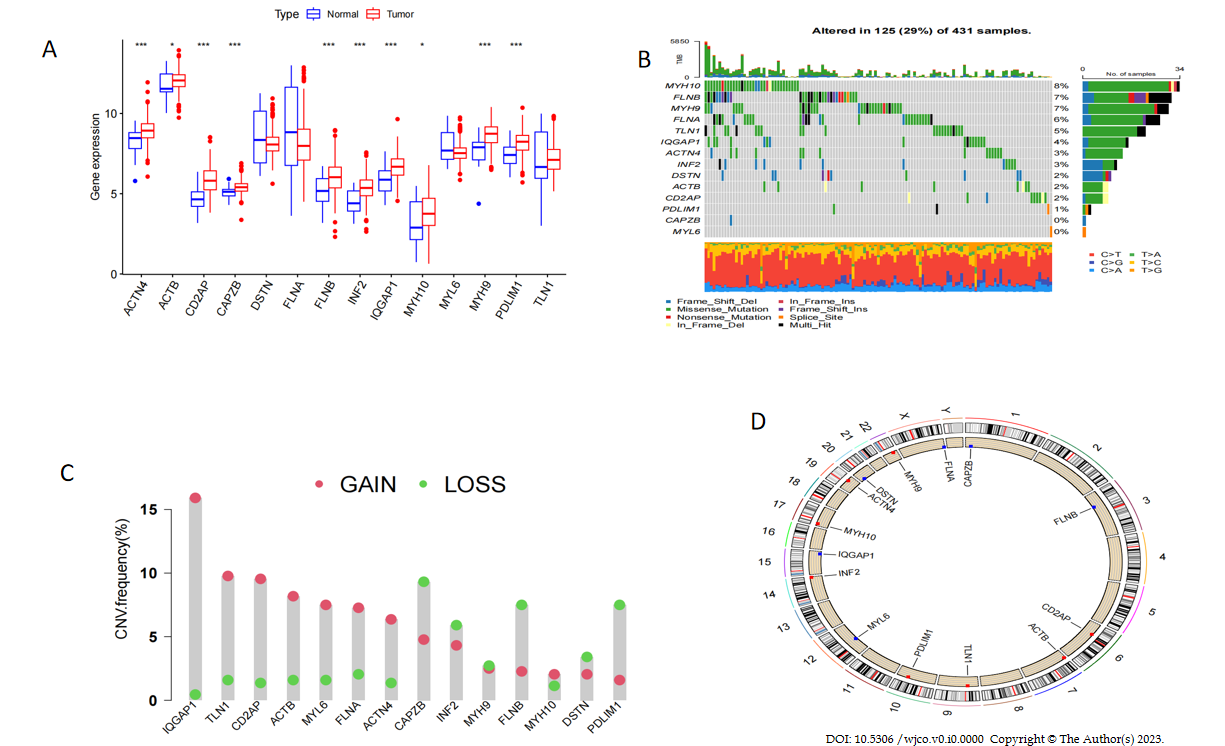 Type Normal Tumor
A
*** * *** *** *** *** *** * *** ***
Gene expression
10
5
0
ACTN4 ACTB CD2AP CAPZB DSTN FLNA FLNB INF2 IQGAP1 MYH10 MYL6 MYH9 PDLIM1 TLN1
B
Altered in 125 (29%) of 431 samples.
5850
TMB
0
0 34
No. of samples
MYH10 8%
FLNB 7%
MYH9 7%
FLNA 6%
TLN1 5%
IQGAP1 4%
ACTN4 3%
INF2 3%
DSTN 2%
ACTB 2%
CD2AP 2%
PDLIM1 1%
CAPZB 0%
MYL6 0%
C>T T>A
C>G T>C
C>A T>G
Frame_Shift_Del In_Frame_Ins
Missense_Mutation Frame_Shift_Ins
Nonsense_Mutation Splice_Site
In_Frame_Del Multi_Hit
C
GAIN LOSS
CNV.frequency(%)
15
10
5
0
IQGAP1 TLN1 CD2AP ACTB MYL6 FLNA ACTN4 CAPZB INF2 MYH9 FLNB MYH10 DSTN PDLIM1
D
1
2
3
4
5
6
7
8
9
10
11
12
13
14
15
16
17
18
19
20
21
22
X
Y
CAPZB
FLNB
CD2AP
ACTB
TLN1
PDLIM1
MYL6
INF2
IQGAP1
MYH10
ACTN4
DSTN
MYH9
FLNA
DOI: 10.5306 /wjco.v0.i0.0000 Copyright © The Author(s) 2023.